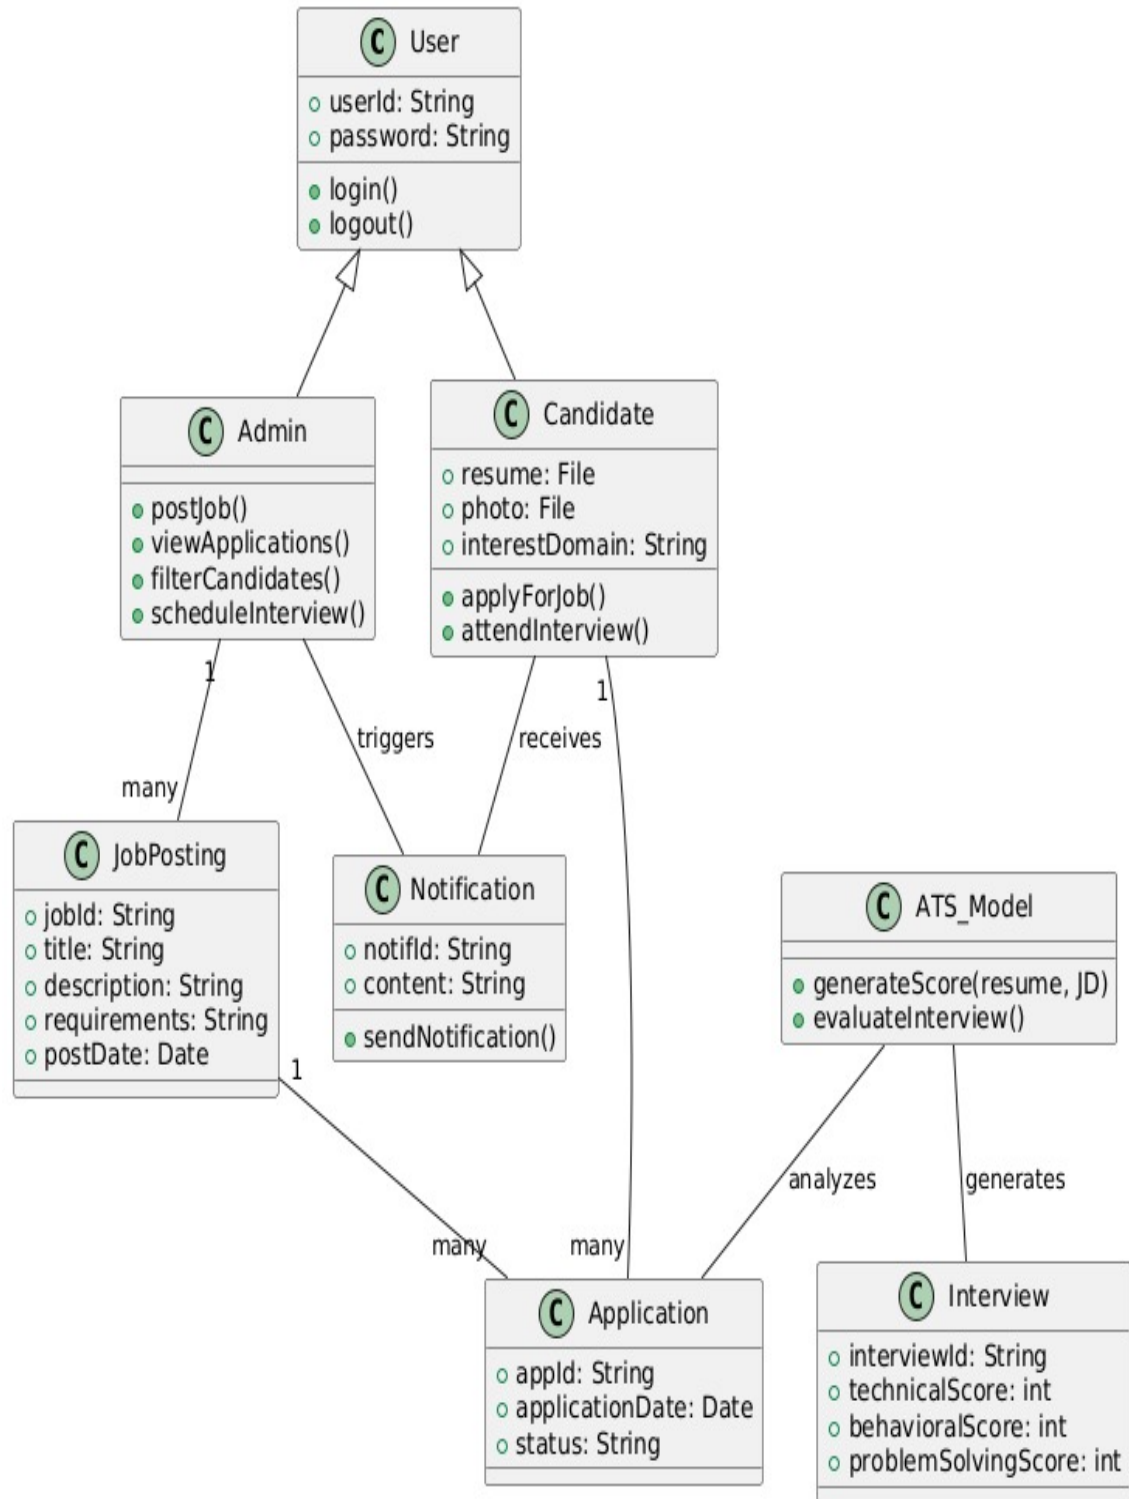 C User
userId: String
password: String
login()
logout()
C Admin
postJob()
viewApplications()
filterCandidates()
scheduleInterview()
C Candidate
resume: File
photo: File
interestDomain: String
applyForJob()
attendInterview()
1
1
triggers
receives
many
C JobPosting
jobId: String
title: String
description: String
requirements: String
postDate: Date
C Notification
notifId: String
content: String
sendNotification()
C ATS_Model
generateScore(resume, JD)
evaluateInterview()
1
analyzes
generates
many
many
C Application
appId: String
applicationDate: Date
status: String
C Interview
interviewId: String
technicalScore: int
behavioralScore: int
problemSolvingScore: int